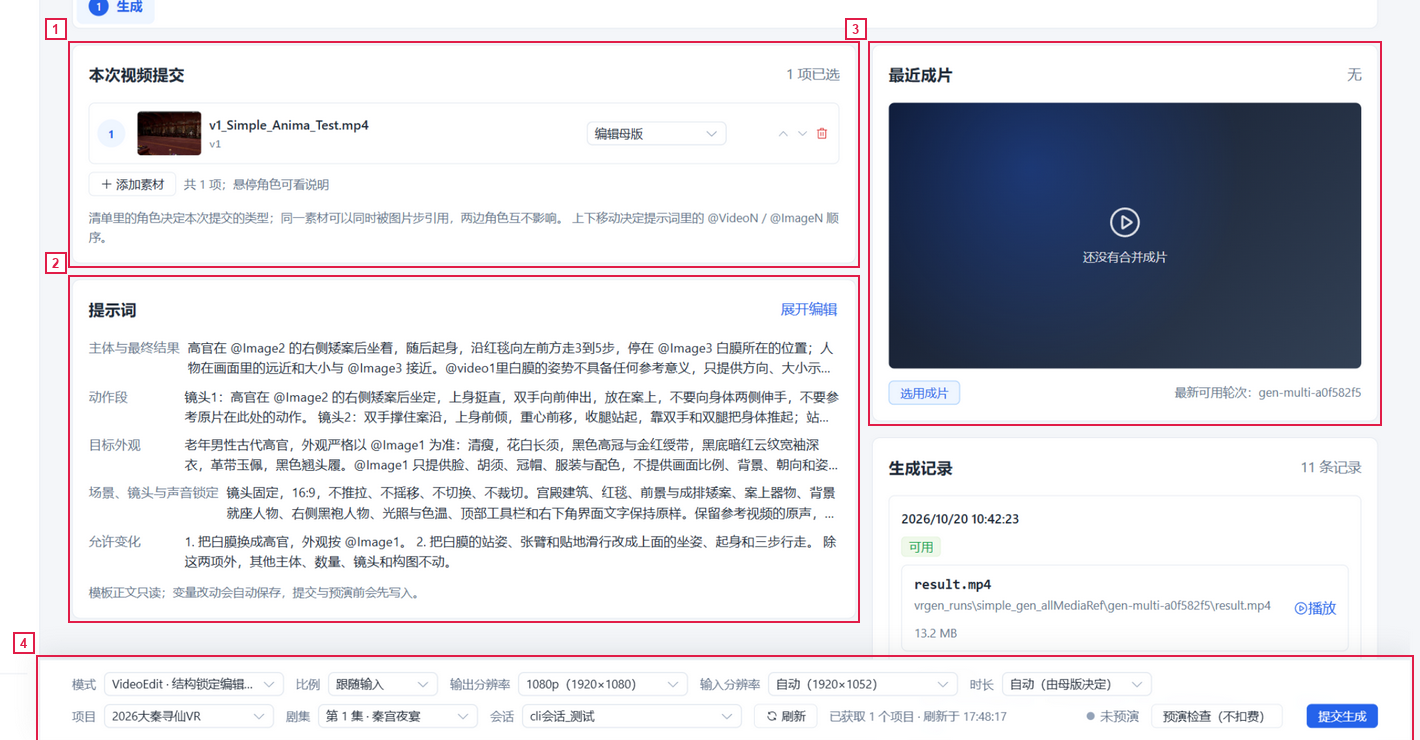 1 生成
1
3
本次视频提交
1 项已选
1
v1_Simple_Anima_Test.mp4
v1
编辑母版
+ 添加素材
共 1 项；悬停角色可看说明
清单里的角色决定本次提交的类型；同一素材可以同时被图片步引用，两边角色互不影响。 上下移动决定提示词里的 @VideoN / @ImageN 顺
序。
2
提示词
展开编辑
主体与最终结果 高官在 @Image2 的右侧矮案后坐着，随后起身，沿红毯向左前方走3到5步，停在 @Image3 白膜所在的位置；人
物在画面里的远近和大小与 @Image3 接近。@video1里白膜的姿势不具备任何参考意义，只提供方向、大小示...
动作段 镜头1：高官在 @Image2 的右侧矮案后坐定，上身挺直，双手向前伸出，放在案上，不要向身体两侧伸手，不要参
考原片在此处的动作。 镜头2：双手撑住案沿，上身前倾，重心前移，收腿站起，靠双手和双腿把身体推起；站...
目标外观 老年男性古代高官，外观严格以 @Image1 为准：清瘦，花白长须，黑色高冠与金红绶带，黑底暗红云纹宽袖深
衣，革带玉佩，黑色翘头履。@Image1 只提供脸、胡须、冠帽、服装与配色，不提供画面比例、背景、朝向和姿...
场景、镜头与声音锁定 镜头固定，16:9，不推拉、不摇移、不切换、不裁切。宫殿建筑、红毯、前景与成排矮案、案上器物、背景
就座人物、右侧黑袍人物、光照与色温、顶部工具栏和右下角界面文字保持原样。保留参考视频的原声，...
允许变化 1. 把白膜换成高官，外观按 @Image1。 2. 把白膜的站姿、张臂和贴地滑行改成上面的坐姿、起身和三步行走。 除
这两项外，其他主体、数量、镜头和构图不动。
模板正文只读；变量改动会自动保存，提交与预演前会先写入。
最近成片
无
还没有合并成片
选用成片
最新可用轮次：gen-multi-a0f582f5
生成记录
11 条记录
2026/10/20 10:42:23
可用
result.mp4
vrgen_runs\simple_gen_allMediaRef\gen-multi-a0f582f5\result.mp4
播放
13.2 MB
4
模式 VideoEdit · 结构锁定编辑... 比例 跟随输入 输出分辨率 1080p（1920×1080） 输入分辨率 自动（1920×1052） 时长 自动（由母版决定）
项目 2026大秦寻仙VR 剧集 第 1 集 · 秦宫夜宴 会话 cli会话_测试 刷新 已获取 1 个项目 · 刷新于 17:48:17 未预演 预演检查（不扣费） 提交生成